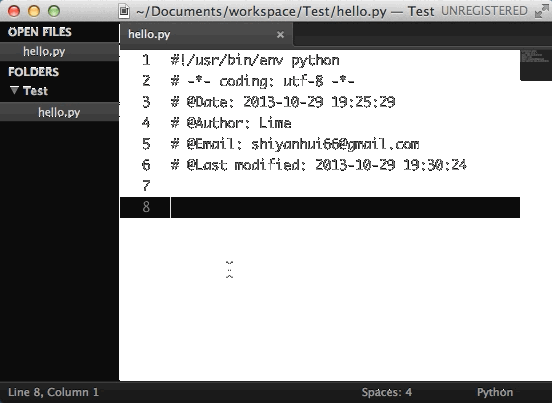 ~/Documents/workspace/Test/hello.py — Test UNREGISTERED
OPEN FILES
hello.py
FOLDERS
Test
hello.py
hello.py ×
1 #!/usr/bin/env python
2 # -*- coding: utf-8 -*-
3 # @Date: 2013-10-29 19:25:29
4 # @Author: Lime
5 # @Email: shiyanhui66@gmail.com
6 # @Last modified: 2013-10-29 19:30:24
7
8
Line 8, Column 1 Spaces: 4 Python